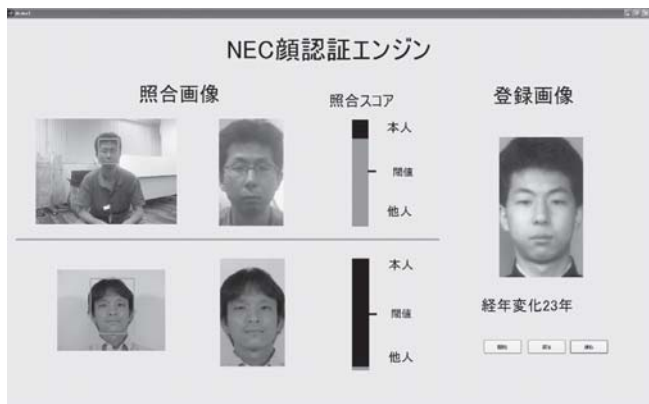 NEC顔認証エンジン
照合画像
照合スコア
登録画像
本人
閾値
他人
本人
閾値
他人
経年変化23年